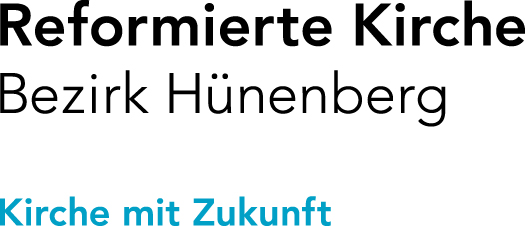 Reformierte Kirche
Bezirk Hünenberg
Kirche mit Zukunft